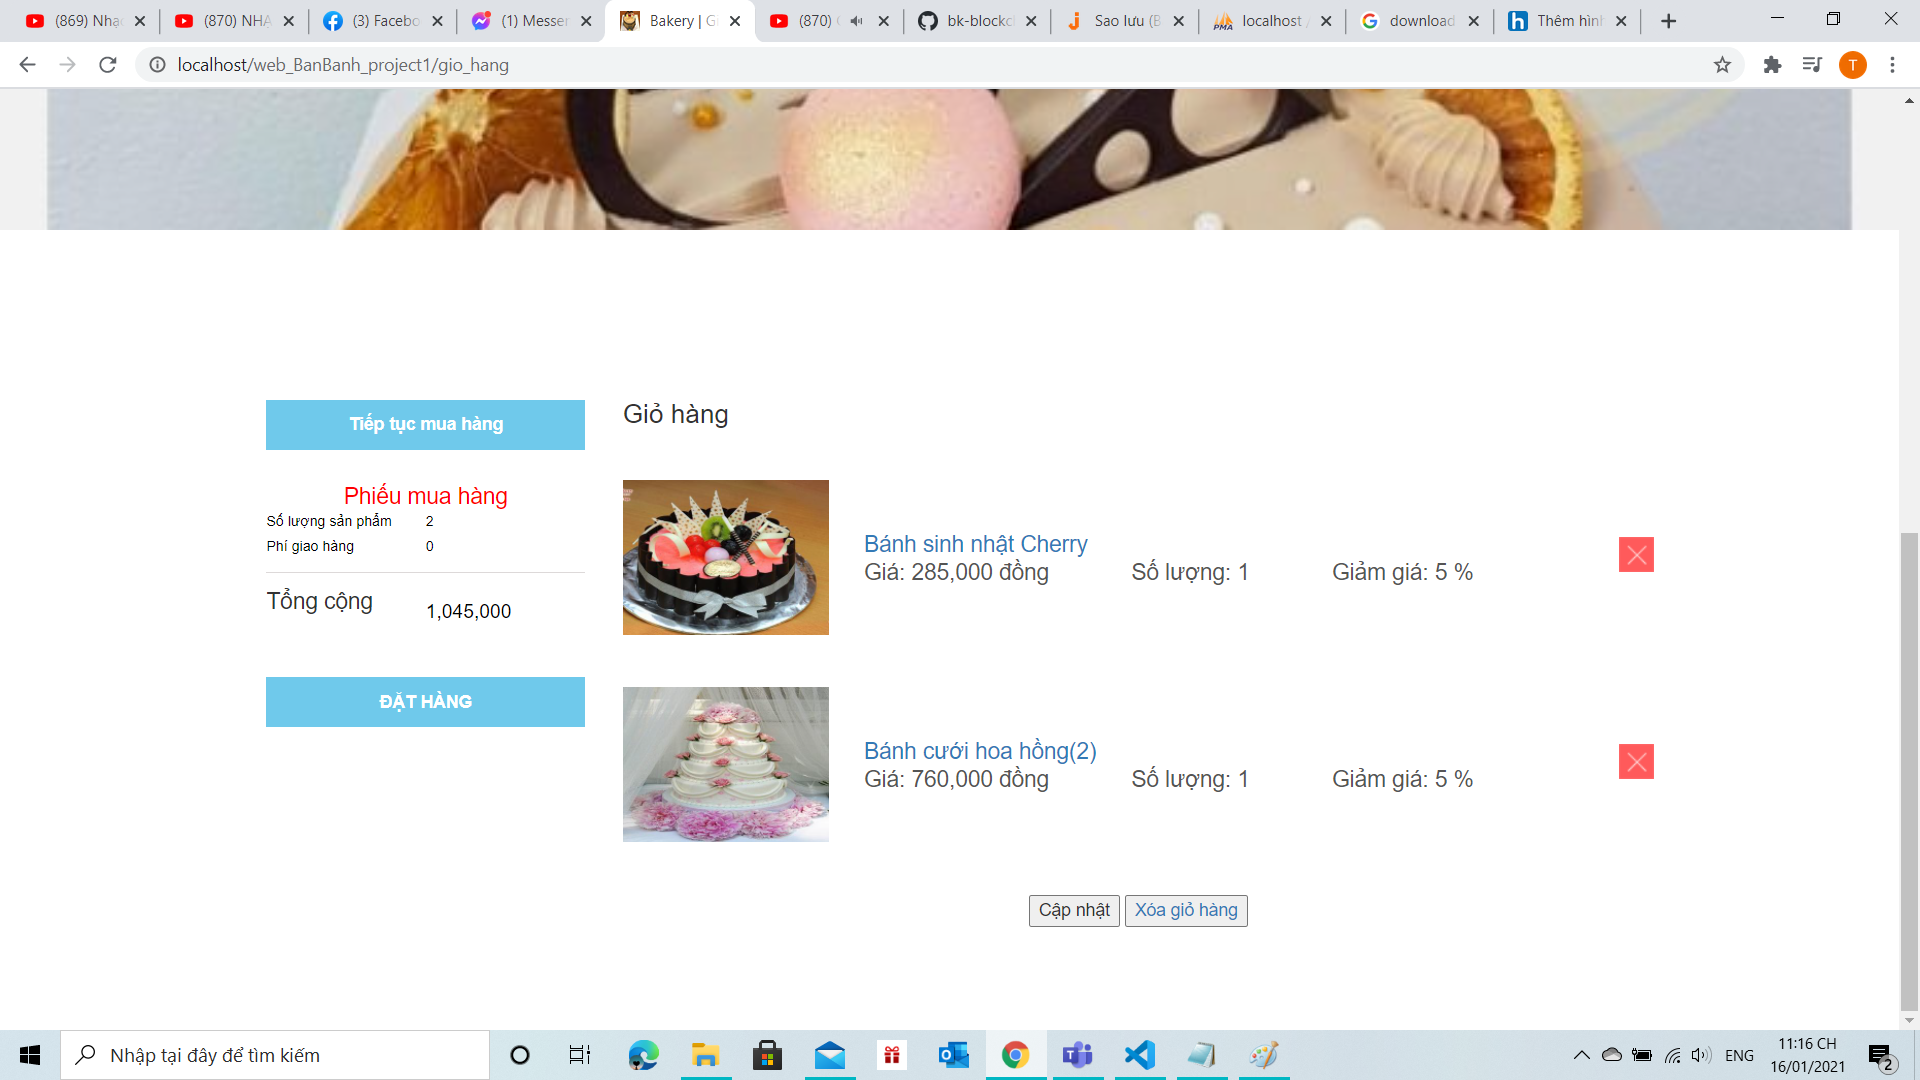 (869) Nhạc
(870) NHẠ
(3) Facebo
(1) Messen
Bakery | Gi
(870)
bk-blockc
Sao lưu (B
localhost /
download
Thêm hình
localhost/web_BanBanh_project1/gio_hang
T
Tiếp tục mua hàng
Phiếu mua hàng
Số lượng sản phẩm 2
Phí giao hàng 0
Tổng cộng 1,045,000
ĐẶT HÀNG
Giỏ hàng
Bánh sinh nhật Cherry
Giá: 285,000 đồng Số lượng: 1 Giảm giá: 5 %
Bánh cưới hoa hồng(2)
Giá: 760,000 đồng Số lượng: 1 Giảm giá: 5 %
Cập nhật Xóa giỏ hàng
Nhập tại đây để tìm kiếm
ENG
11:16 CH
16/01/2021
2